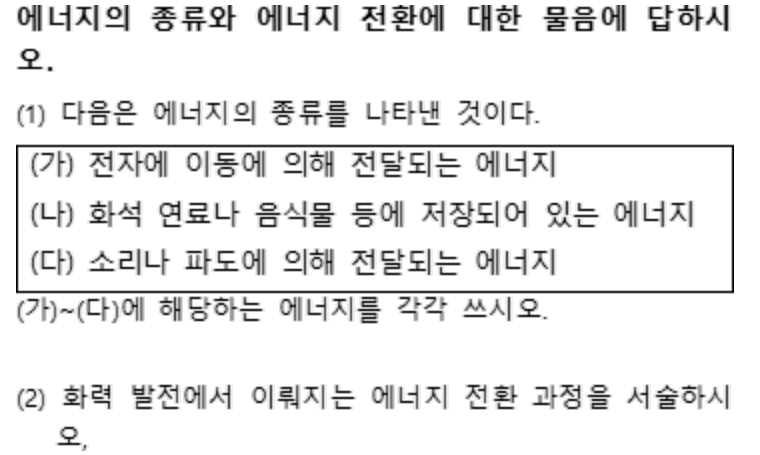 에너지의 종류와 에너지 전환에 대한 물음에 답하시
오.
(1) 다음은 에너지의 종류를 나타낸 것이다.
(가) 전자에 이동에 의해 전달되는 에너지
(나) 화석 연료나 음식물 등에 저장되어 있는 에너지
(다) 소리나 파도에 의해 전달되는 에너지
(가)~(다)에 해당하는 에너지를 각각 쓰시오.
(2) 화력 발전에서 이뤄지는 에너지 전환 과정을 서술하시
오,